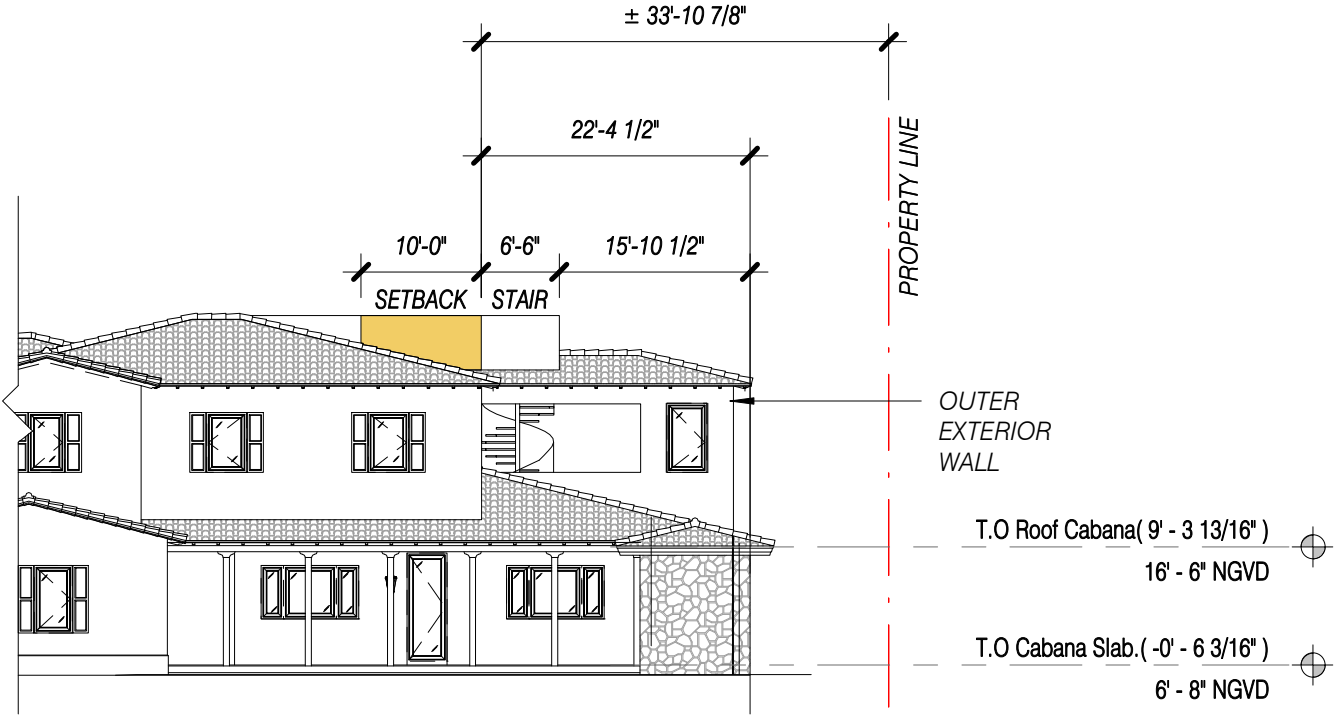 ± 33'-10 7/8"
22'-4 1/2"
10'-0"
6'-6"
15'-10 1/2"
SETBACK
STAIR
PROPERTY LINE
OUTER
EXTERIOR
WALL
T.O Roof Cabana( 9' - 3 13/16" )
16' - 6" NGVD
T.O Cabana Slab.( -0' - 6 3/16" )
6' - 8" NGVD